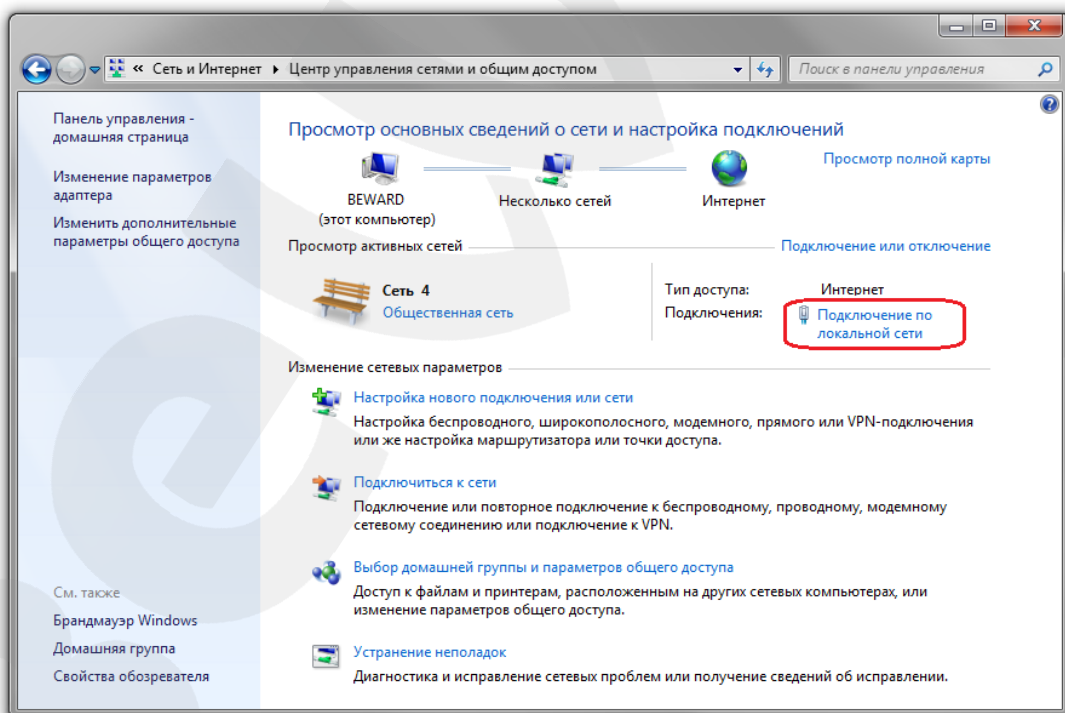 « Сеть и Интернет ▸ Центр управления сетями и общим доступом
Поиск в панели управления
Панель управления -
домашняя страница
Изменение параметров
адаптера
Изменить дополнительные
параметры общего доступа
См. также
Брандмауэр Windows
Домашняя группа
Свойства обозревателя
Просмотр основных сведений о сети и настройка подключений
Просмотр полной карты
BEWARD
(этот компьютер)
Несколько сетей
Интернет
Просмотр активных сетей
Подключение или отключение
Сеть 4
Общественная сеть
Тип доступа: Интернет
Подключения: Подключение по
локальной сети
Изменение сетевых параметров
Настройка нового подключения или сети
Настройка беспроводного, широкополосного, модемного, прямого или VPN-подключения
или же настройка маршрутизатора или точки доступа.
Подключиться к сети
Подключение или повторное подключение к беспроводному, проводному, модемному
сетевому соединению или подключение к VPN.
Выбор домашней группы и параметров общего доступа
Доступ к файлам и принтерам, расположенным на других сетевых компьютерах, или
изменение параметров общего доступа.
Устранение неполадок
Диагностика и исправление сетевых проблем или получение сведений об исправлении.